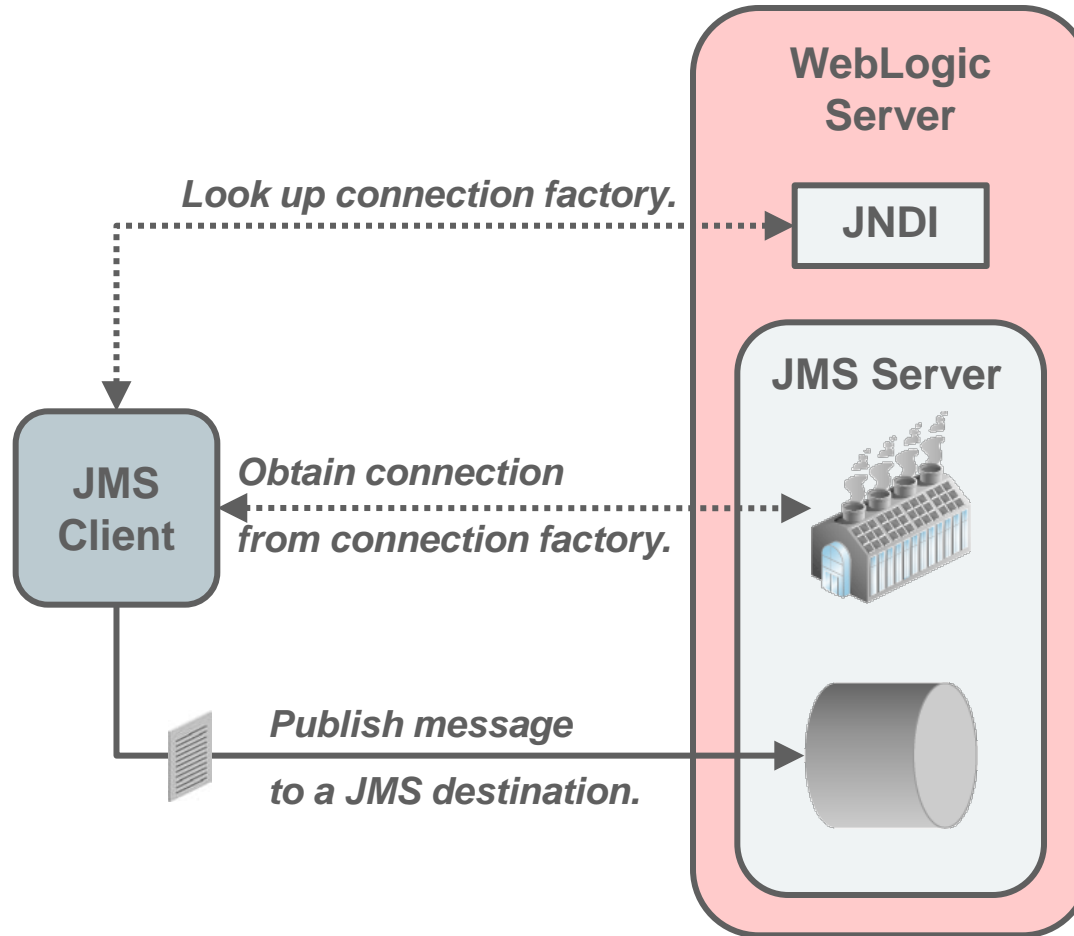 WebLogic
Server
Look up connection factory.
JNDI
JMS Server
JMS
Client
Obtain connection
from connection factory.
Publish message
to a JMS destination.